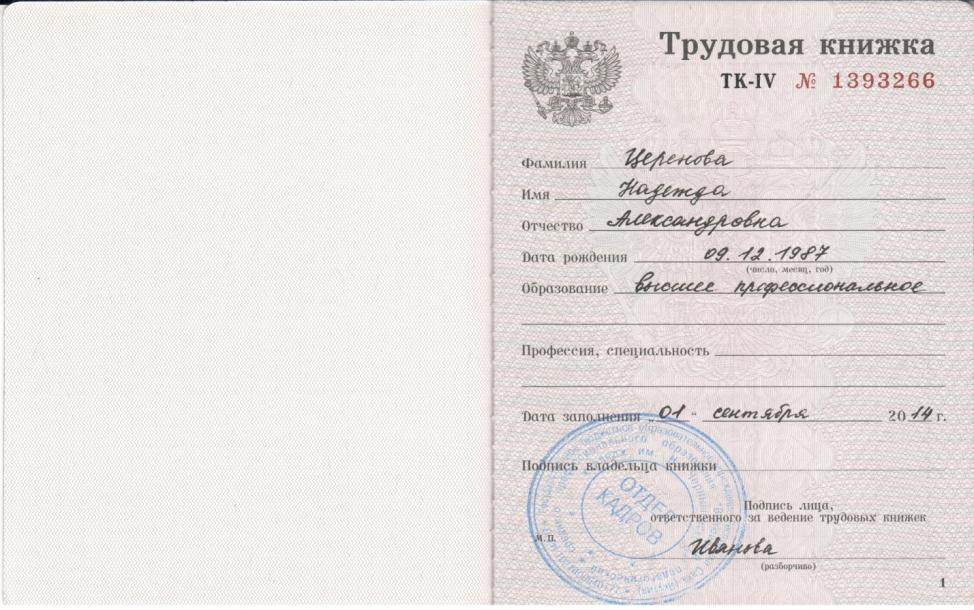 Трудовая книжка
ТК-IV № 1393266
Фамилия Церенова
Имя Надежда
Отчество Александровна
Дата рождения 09.12.1987
(число, месяц, год)
Образование высшее профессиональное
Профессия, специальность
Дата заполнения „01“ сентября 2014 г.
Подпись владельца книжки
ОТДЕЛ
КАДРОВ
Подпись лица,
ответственного за ведение трудовых книжек
м.п.
Иванова
(разборчиво)
1